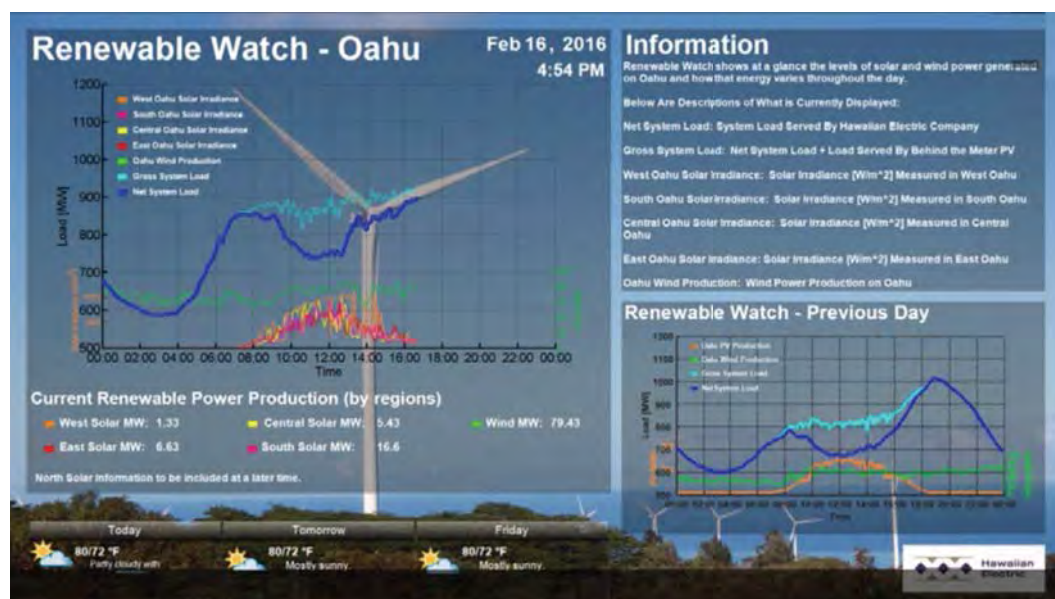 Renewable Watch - Oahu
Feb 16, 2016
4:54 PM
1200
West Oahu Solar Irradiance
South Oahu Solar Irradiance
1100
Central Oahu Solar Irradiance
East Oahu Solar Irradiance
1000
Oahu Wind Production
Gross System Load
Net System Load
900
Load [MW]
800
700
600
500
00:00 02:00 04:00 06:00 08:00 10:00 12:00 14:00 16:00 18:00 20:00 22:00 00:00
Time
Current Renewable Power Production (by regions)
West Solar MW: 1.33
Central Solar MW: 5.43
Wind MW: 79.43
East Solar MW: 6.63
South Solar MW: 16.6
North Solar Information to be included at a later time.
Today
Tomorrow
Friday
80/72 °F
Partly cloudy with
80/72 °F
Mostly sunny.
80/72 °F
Mostly sunny.
Information
Renewable Watch shows at a glance the levels of solar and wind power generated
on Oahu and how that energy varies throughout the day.
Below Are Descriptions of What is Currently Displayed:
Net System Load: System Load Served By Hawaiian Electric Company
Gross System Load: Net System Load + Load Served By Behind the Meter PV
West Oahu Solar Irradiance: Solar Irradiance [W/m^2] Measured in West Oahu
South Oahu Solar Irradiance: Solar Irradiance [W/m^2] Measured in South Oahu
Central Oahu Solar Irradiance: Solar Irradiance [W/m^2] Measured in Central
Oahu
East Oahu Solar Irradiance: Solar Irradiance [W/m^2] Measured in East Oahu
Oahu Wind Production: Wind Power Production on Oahu
Renewable Watch - Previous Day
1200
Oahu PV Production
1100
Oahu Wind Production
Gross System Load
1000
Net System Load
900
Load [MW]
800
700
600
500
Time
Hawaiian
Electric